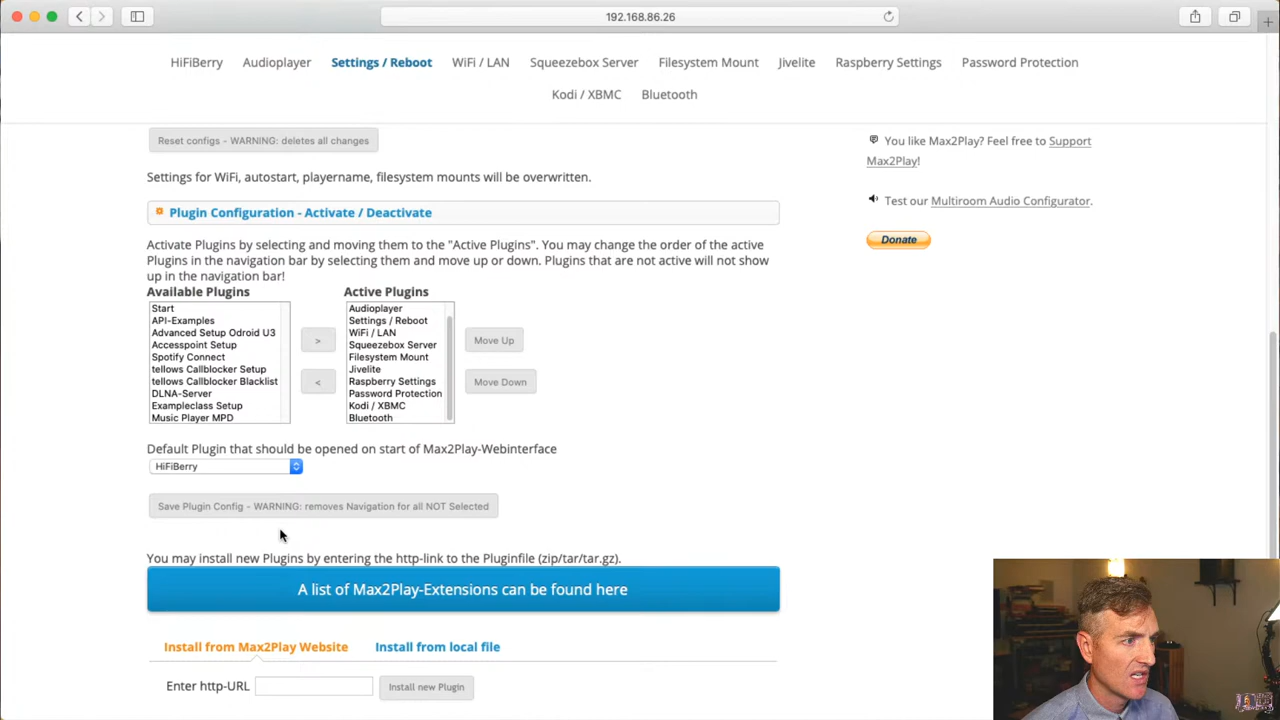 192.168.86.26
HiFiBerry Audioplayer Settings / Reboot WiFi / LAN Squeezebox Server Filesystem Mount Jivelite Raspberry Settings Password Protection
Kodi / XBMC Bluetooth
Reset configs - WARNING: deletes all changes
Settings for WiFi, autostart, playername, filesystem mounts will be overwritten.
Plugin Configuration - Activate / Deactivate
Activate Plugins by selecting and moving them to the "Active Plugins". You may change the order of the active
Plugins in the navigation bar by selecting them and move up or down. Plugins that are not active will not show
up in the navigation bar!
Available Plugins
Start
API-Examples
Advanced Setup Odroid U3
Accesspoint Setup
Spotify Connect
tellows Callblocker Setup
tellows Callblocker Blacklist
DLNA-Server
Exampleclass Setup
Music Player MPD
>
<
Active Plugins
Audioplayer
Settings / Reboot
WiFi / LAN
Squeezebox Server
Filesystem Mount
Jivelite
Raspberry Settings
Password Protection
Kodi / XBMC
Bluetooth
Move Up
Move Down
Default Plugin that should be opened on start of Max2Play-Webinterface
HiFiBerry
Save Plugin Config - WARNING: removes Navigation for all NOT Selected
You may install new Plugins by entering the http-link to the Pluginfile (zip/tar/tar.gz).
A list of Max2Play-Extensions can be found here
Install from Max2Play Website Install from local file
Enter http-URL Install new Plugin
You like Max2Play? Feel free to Support
Max2Play!
Test our Multiroom Audio Configurator.
Donate